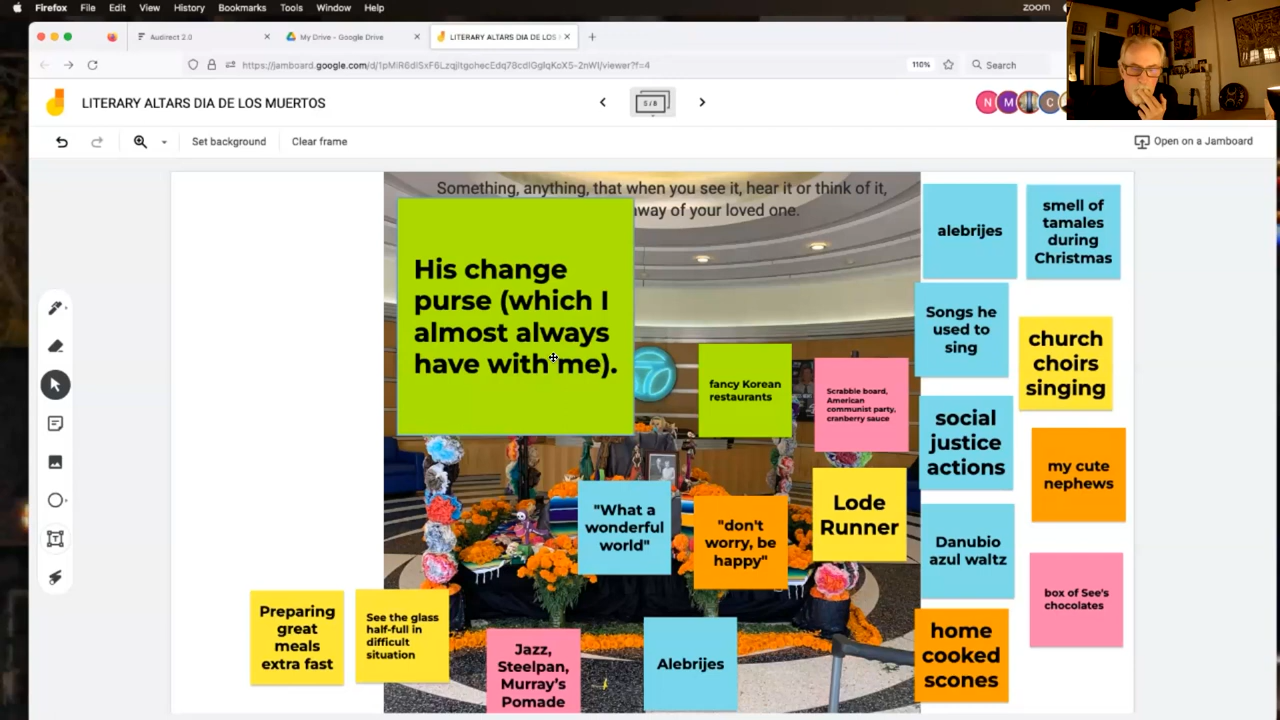 Firefox File Edit View History Bookmarks Tools Window Help
zoom
Audirect 2.0
My Drive - Google Drive
LITERARY ALTARS DIA DE LOS
110%
Search
LITERARY ALTARS DIA DE LOS MUERTOS
5 / 8
N M C
Set background
Clear frame
Open on a Jamboard
Something, anything, that when you see it, hear it or think of it,
away of your loved one.
His change
purse (which I
almost always
have with me).
alebrijes
smell of
tamales
during
Christmas
Songs he
used to
sing
church
choirs
singing
fancy Korean
restaurants
Scrabble board,
American
communist party,
cranberry sauce
social
justice
actions
my cute
nephews
"What a
wonderful
world"
"don't
worry, be
happy"
Lode
Runner
Danubio
azul waltz
box of See's
chocolates
Preparing
great
meals
extra fast
See the glass
half-full in
difficult
situation
Jazz,
Steelpan,
Murray's
Pomade
Alebrijes
home
cooked
scones